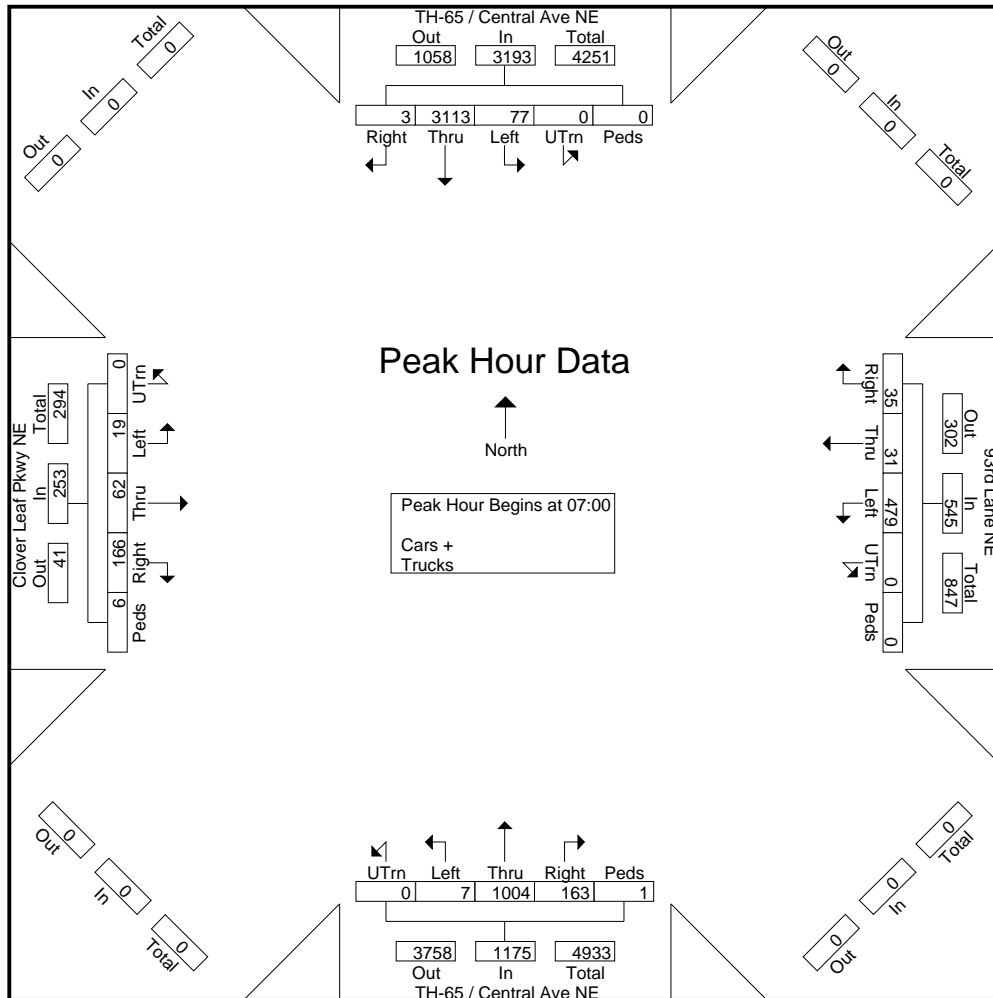 TH-65 / Central Ave NE
Out In Total
1058 3193 4251
3 3113 77 0 0
Right Thru Left UTrn Peds
Total
0
In
0
Out
0
Out
0
In
0
Total
0
Clover Leaf Pkwy NE
Total In Out
294 253 41
0 19 62 166 6
UTrn Left Thru Right Peds
Peak Hour Data
North
Peak Hour Begins at 07:00
Cars +
Trucks
Right Thru Left UTrn Peds
35 31 479 0 0
Out In Total
302 545 847
93rd Lane NE
Out
0
In
0
Total
0
Total
0
In
0
Out
0
UTrn Left Thru Right Peds
0 7 1004 163 1
3758 1175 4933
Out In Total
TH-65 / Central Ave NE